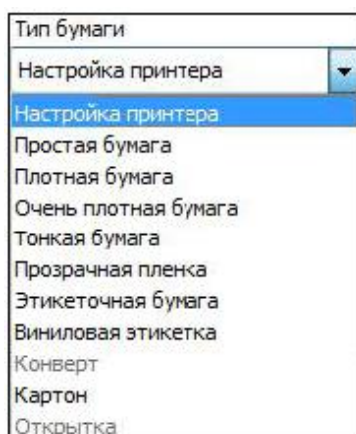 Тип бумаги
Настройка принтера
Настройка принтера
Простая бумага
Плотная бумага
Очень плотная бумага
Тонкая бумага
Прозрачная пленка
Этикеточная бумага
Виниловая этикетка
Конверт
Картон
Открытка